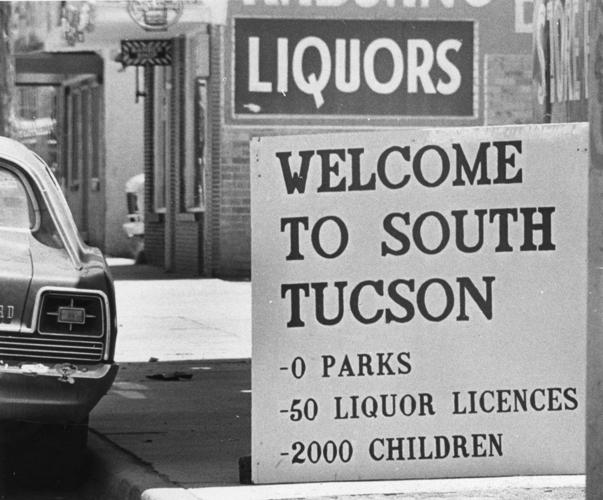 LIQUORS
WELCOME
TO SOUTH
TUCSON
-0 PARKS
-50 LIQUOR LICENCES
-2000 CHILDREN